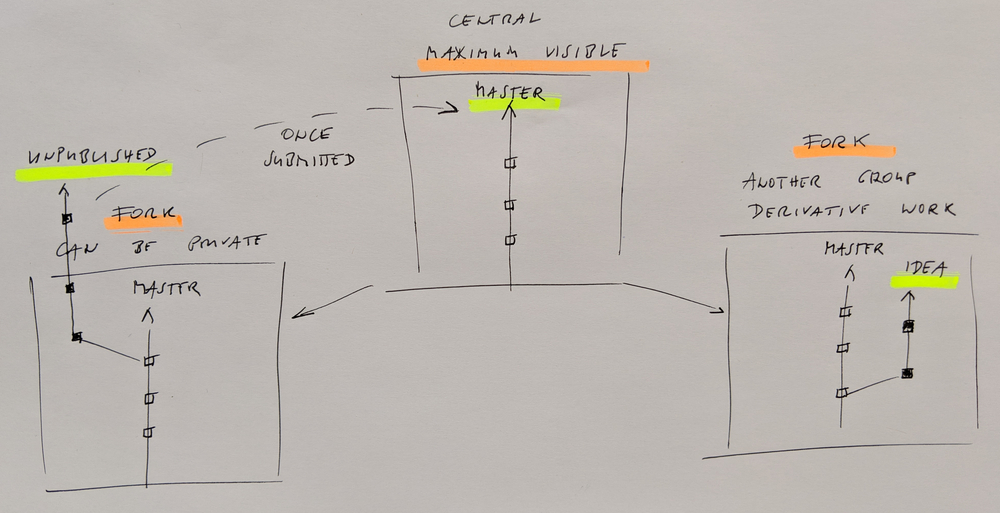 UNPUBLISHED
FORK
CAN BE PRIVATE
MASTER
ONCE
SUBMITTED
CENTRAL
MAXIMUM VISIBLE
MASTER
FORK
ANOTHER GROUP
DERIVATIVE WORK
MASTER
IDEA